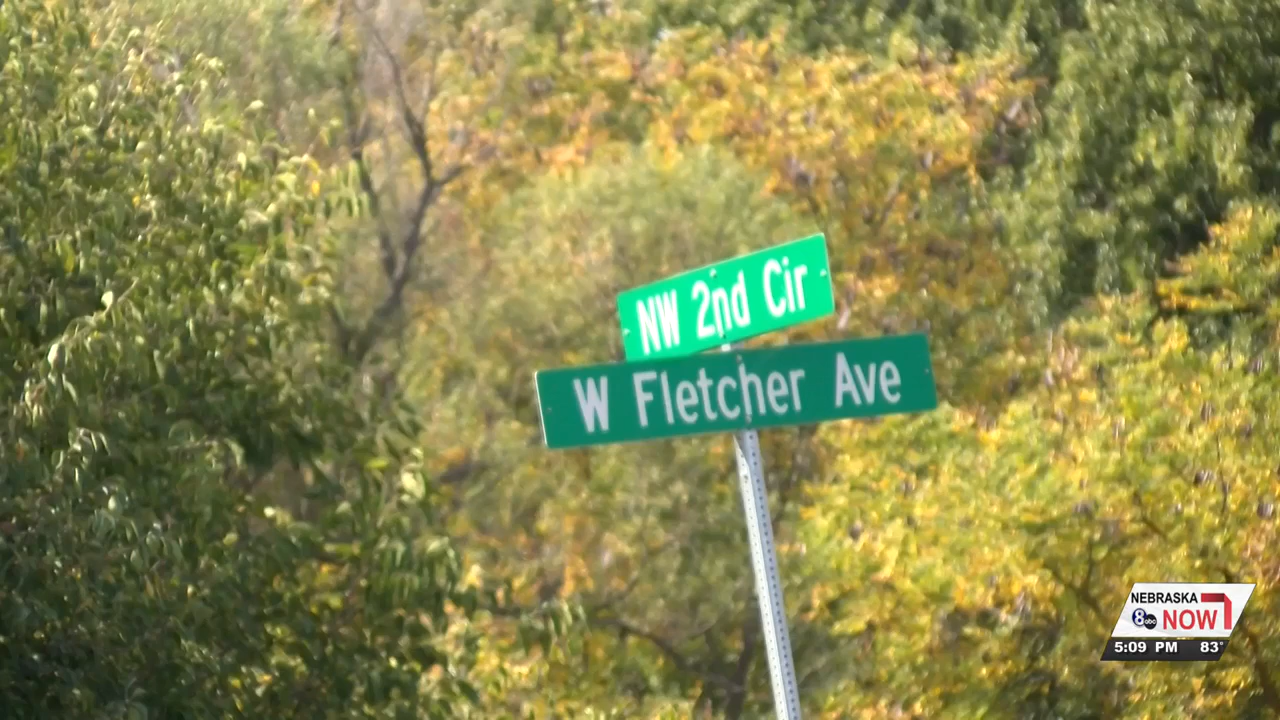 NW 2nd Cir
W Fletcher Ave
NEBRASKA
8 abc NOW
5:09 PM 83°